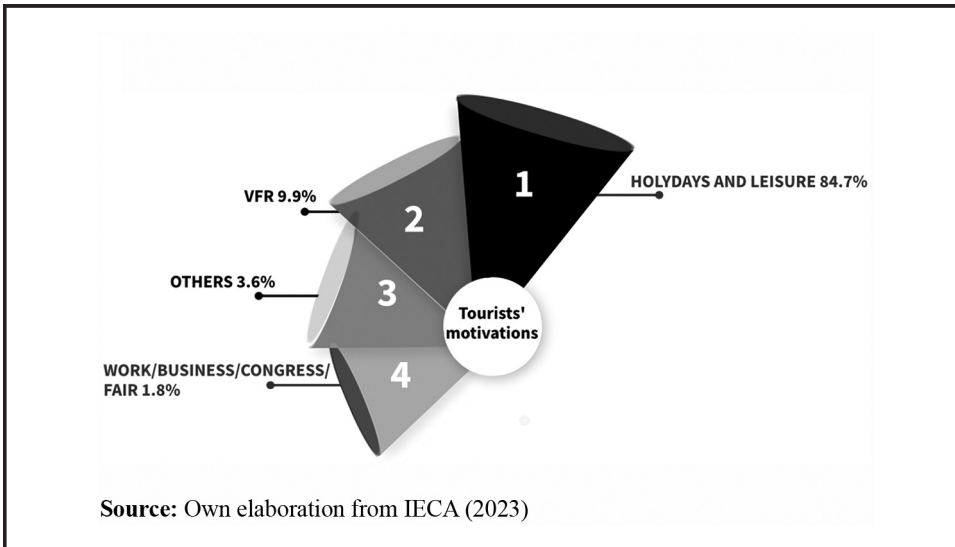 1
HOLYDAYS AND LEISURE 84.7%
VFR 9.9%
2
OTHERS 3.6%
3
Tourists'
motivations
WORK/BUSINESS/CONGRESS/
FAIR 1.8%
4
Source: Own elaboration from IECA (2023)